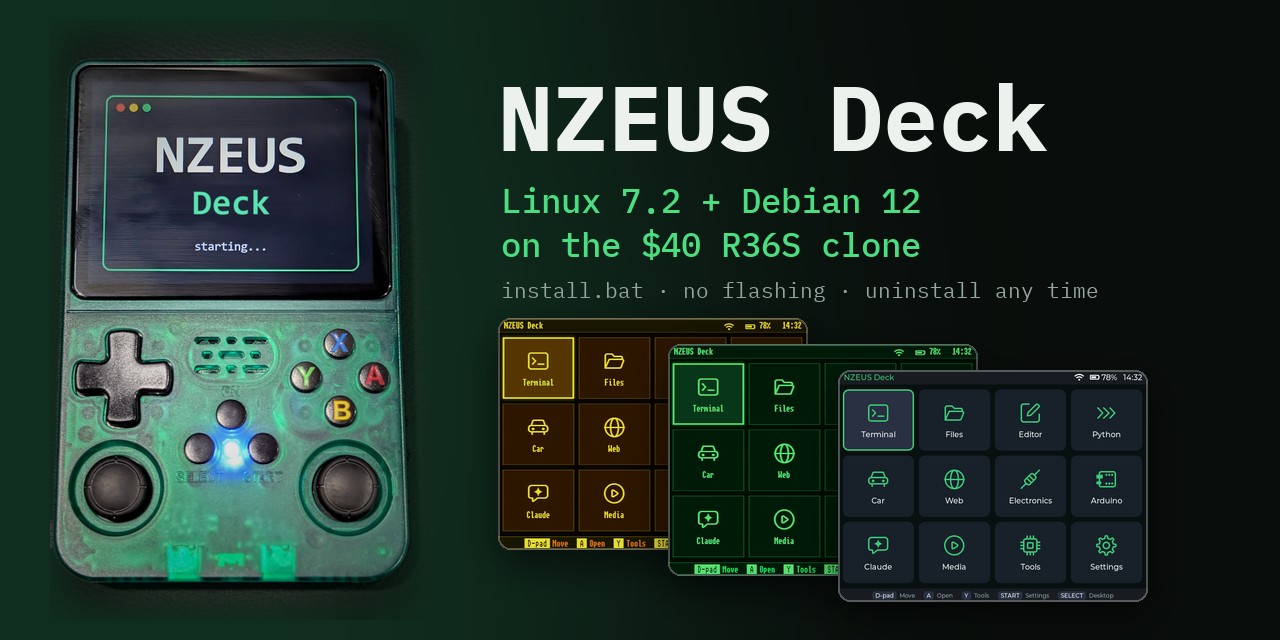 NZEUS
Deck
starting...
X
Y
A
B
NZEUS Deck
Linux 7.2 + Debian 12
on the $40 R36S clone
install.bat · no flashing · uninstall any time
NZEUS Deck 78% 14:32
Terminal Files
Car Web
Claude Media
D-pad Move A Open Y Tools STA
NZEUS Deck 78% 14:32
Terminal Files
Car Web
Claude Media
D-pad Move A Open Y Tools STA
NZEUS Deck 78% 14:32
Terminal Files Editor Python
Car Web Electronics Arduino
Claude Media Tools Settings
D-pad Move A Open Y Tools START Settings SELECT Desktop